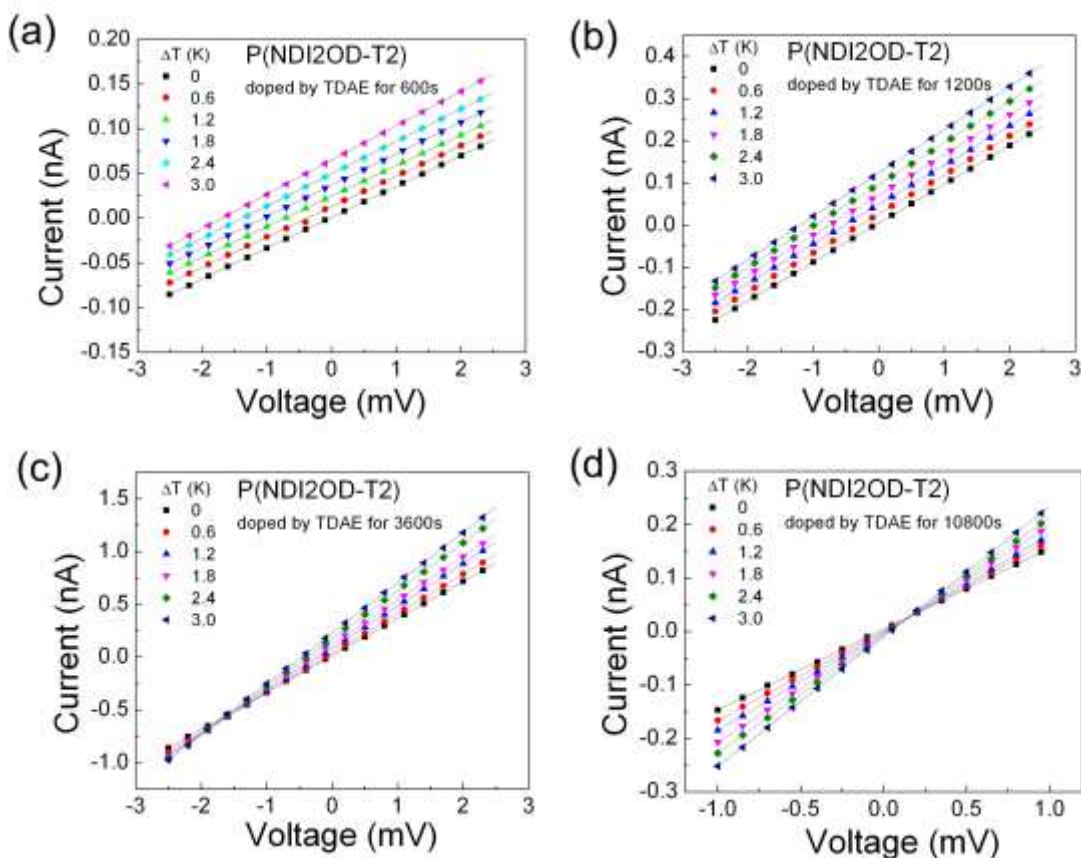 (a)
ΔT (K)
0
0.6
1.2
1.8
2.4
3.0
P(NDI2OD-T2)
doped by TDAE for 600s
0.20
0.15
0.10
0.05
0.00
-0.05
-0.10
-0.15
Current (nA)
-3 -2 -1 0 1 2 3
Voltage (mV)
(b)
ΔT (K)
0
0.6
1.2
1.8
2.4
3.0
P(NDI2OD-T2)
doped by TDAE for 1200s
0.4
0.3
0.2
0.1
0.0
-0.1
-0.2
-0.3
Current (nA)
-3 -2 -1 0 1 2 3
Voltage (mV)
(c)
ΔT (K)
0
0.6
1.2
1.8
2.4
3.0
P(NDI2OD-T2)
doped by TDAE for 3600s
1.5
1.0
0.5
0.0
-0.5
-1.0
Current (nA)
-3 -2 -1 0 1 2 3
Voltage (mV)
(d)
ΔT (K)
0
0.6
1.2
1.8
2.4
3.0
P(NDI2OD-T2)
doped by TDAE for 10800s
0.3
0.2
0.1
0.0
-0.1
-0.2
-0.3
Current (nA)
-1.0 -0.5 0.0 0.5 1.0
Voltage (mV)